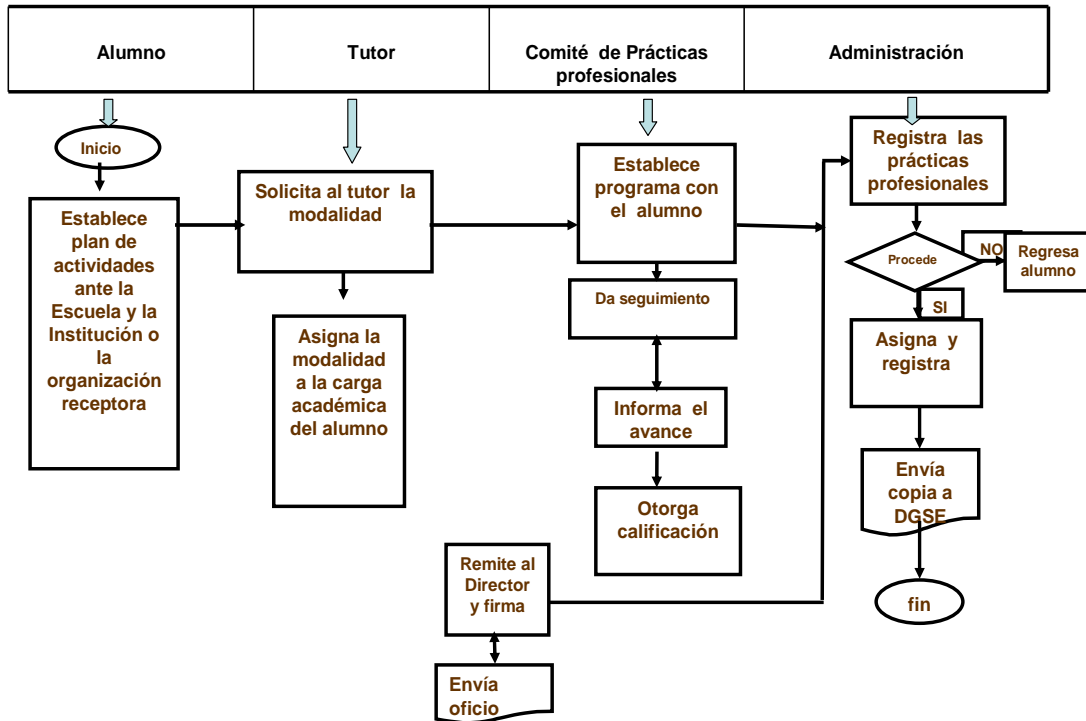 Alumno
Tutor
Comité de Prácticas
profesionales
Administración
Inicio
Establece
plan de
actividades
ante la
Escuela y la
Institución o
la
organización
receptora
Solicita al tutor la
modalidad
Asigna la
modalidad
a la carga
académica
del alumno
Establece
programa con
el alumno
Da seguimiento
Informa el
avance
Otorga
calificación
Remite al
Director
y firma
Envía
oficio
Registra las
prácticas
profesionales
Procede
NO
Regresa
alumno
SI
Asigna y
registra
Envía
copia a
DGSE
fin